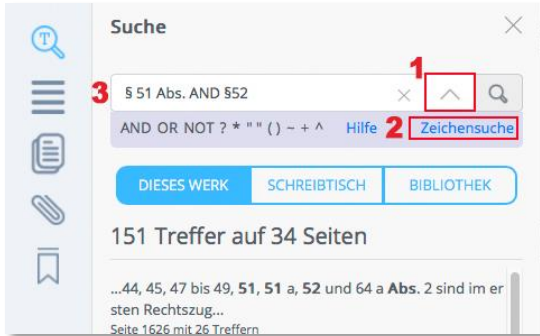 Suche
1
3
§ 51 Abs. AND §52
AND OR NOT ? * " " ( ) ~ + ^ Hilfe 2 Zeichensuche
DIESES WERK SCHREIBTISCH BIBLIOTHEK
151 Treffer auf 34 Seiten
...44, 45, 47 bis 49, 51, 51 a, 52 und 64 a Abs. 2 sind im er
sten Rechtszug...
Seite 1626 mit 26 Treffern